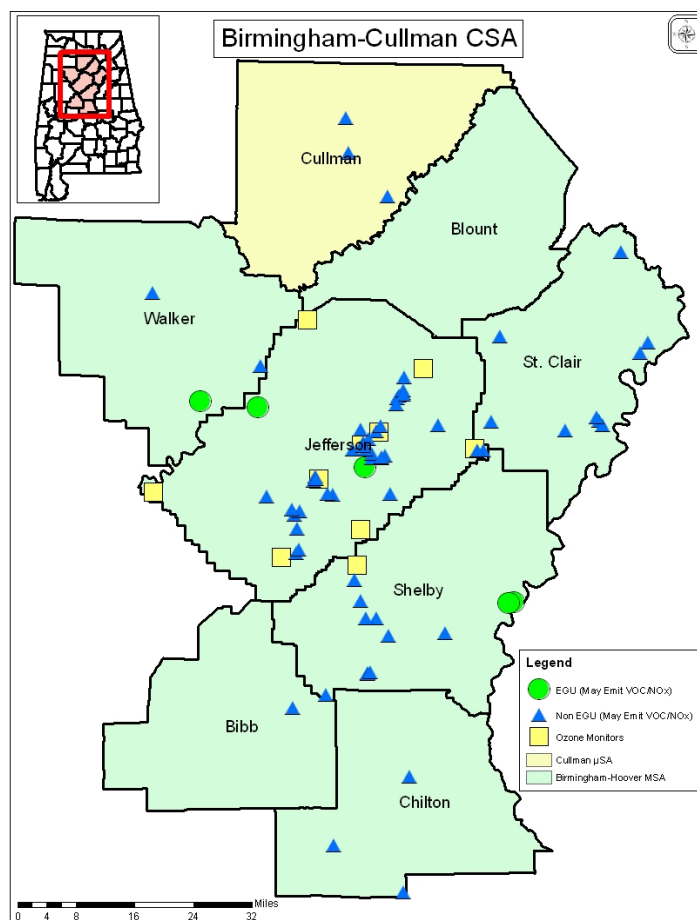 Birmingham-Cullman CSA
Cullman
Blount
Walker
St. Clair
Jefferson
Shelby
Bibb
Chilton
Legend
EGU (May Emit VOC/NOx)
Non EGU (May Emit VOC/NOx)
Ozone Monitors
Cullman µSA
Birmingham-Hoover MSA
Miles
0 4 8 16 24 32